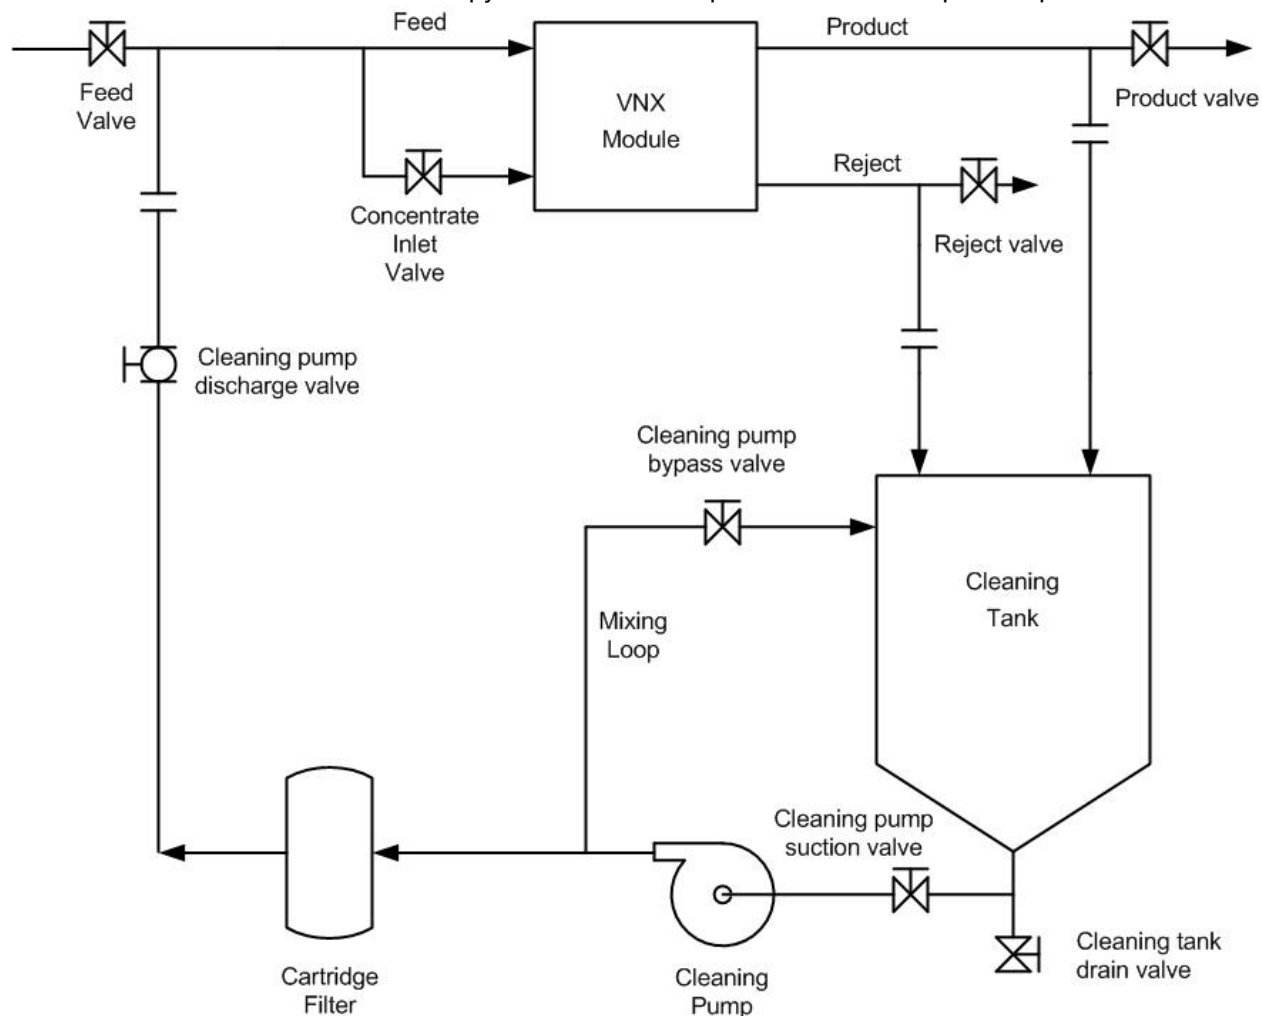 Feed
Product
Feed
Valve
VNX
Module
Product valve
Reject
Concentrate
Inlet
Valve
Reject valve
Cleaning pump
discharge valve
Cleaning pump
bypass valve
Cleaning
Tank
Mixing
Loop
Cleaning pump
suction valve
Cleaning tank
drain valve
Cartridge
Filter
Cleaning
Pump